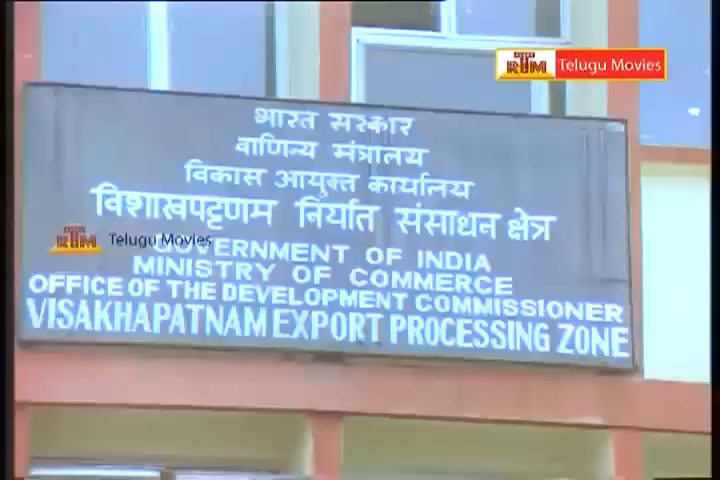 RTM Telugu Movies
भारत सरकार
वाणिज्य मंत्रालय
विकास आयुक्त कार्यालय
विशाखपट्टणम निर्यात संसाधन क्षेत्र
RTM Telugu Movies
GOVERNMENT OF INDIA
MINISTRY OF COMMERCE
OFFICE OF THE DEVELOPMENT COMMISSIONER
VISAKHAPATNAM EXPORT PROCESSING ZONE